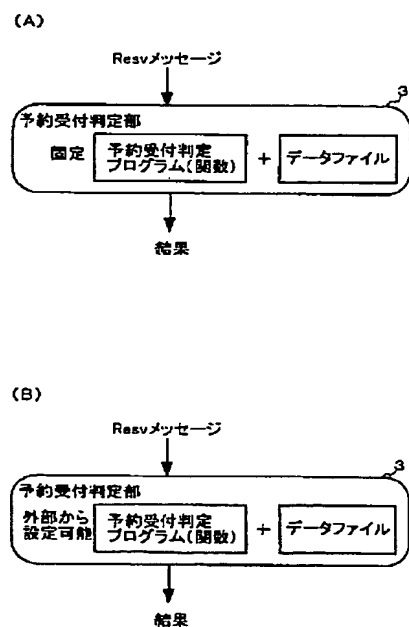 (A)
Resvメッセージ
3
予約受付判定部
固定
予約受付判定
プログラム(関数)
+
データファイル
結果
(B)
Resvメッセージ
3
予約受付判定部
外部から
設定可能
予約受付判定
プログラム(関数)
+
データファイル
結果